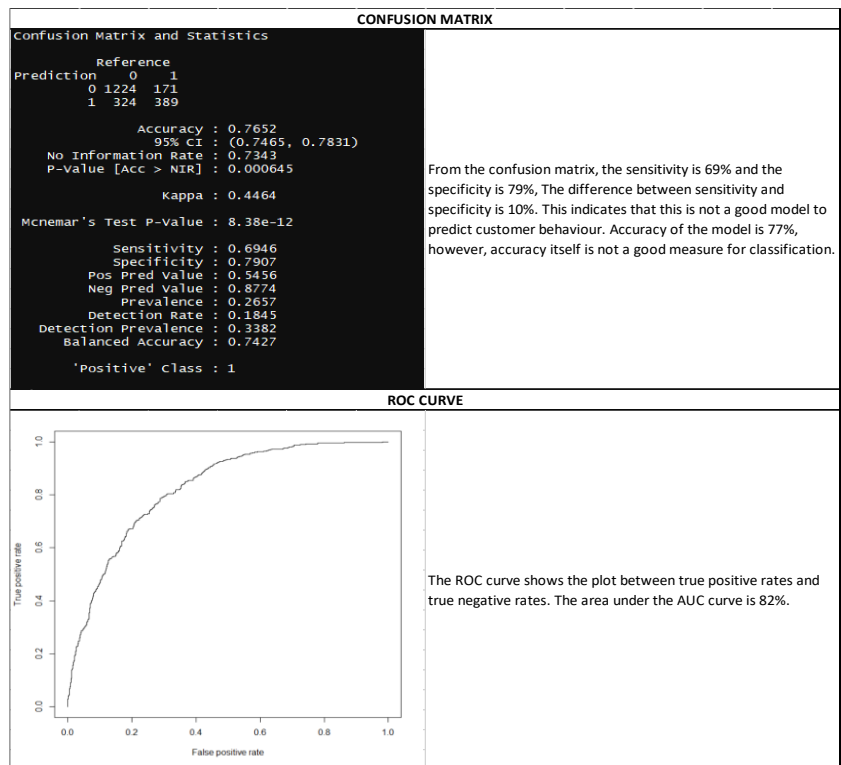 CONFUSION MATRIX
Confusion Matrix and Statistics
Reference
Prediction 0 1
0 1224 171
1 324 389
Accuracy : 0.7652
95% CI : (0.7465, 0.7831)
No Information Rate : 0.7343
P-Value [Acc > NIR] : 0.000645
Kappa : 0.4464
Mcnemar's Test P-Value : 8.38e-12
Sensitivity : 0.6946
Specificity : 0.7907
Pos Pred Value : 0.5456
Neg Pred Value : 0.8774
Prevalence : 0.2657
Detection Rate : 0.1845
Detection Prevalence : 0.3382
Balanced Accuracy : 0.7427
'Positive' Class : 1
From the confusion matrix, the sensitivity is 69% and the
specificity is 79%, The difference between sensitivity and
specificity is 10%. This indicates that this is not a good model to
predict customer behaviour. Accuracy of the model is 77%,
however, accuracy itself is not a good measure for classification.
ROC CURVE
True positive rate
1.0
0.8
0.6
0.4
0.2
0.0
0.0 0.2 0.4 0.6 0.8 1.0
False positive rate
The ROC curve shows the plot between true positive rates and
true negative rates. The area under the AUC curve is 82%.